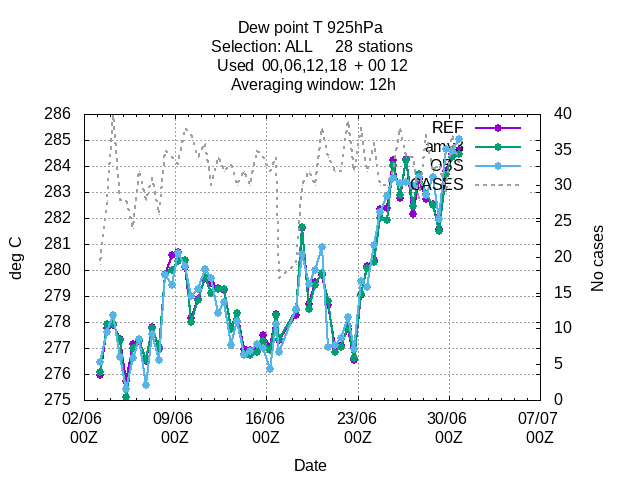 Dew point T 925hPa
Selection: ALL 28 stations
Used 00,06,12,18 + 00 12
Averaging window: 12h
286
285
284
283
282
281
280
279
278
277
276
275
deg C
40
35
30
25
20
15
10
5
0
No cases
REF
amv
OBS
CASES
02/06 09/06 16/06 23/06 30/06 07/07
00Z 00Z 00Z 00Z 00Z 00Z
Date